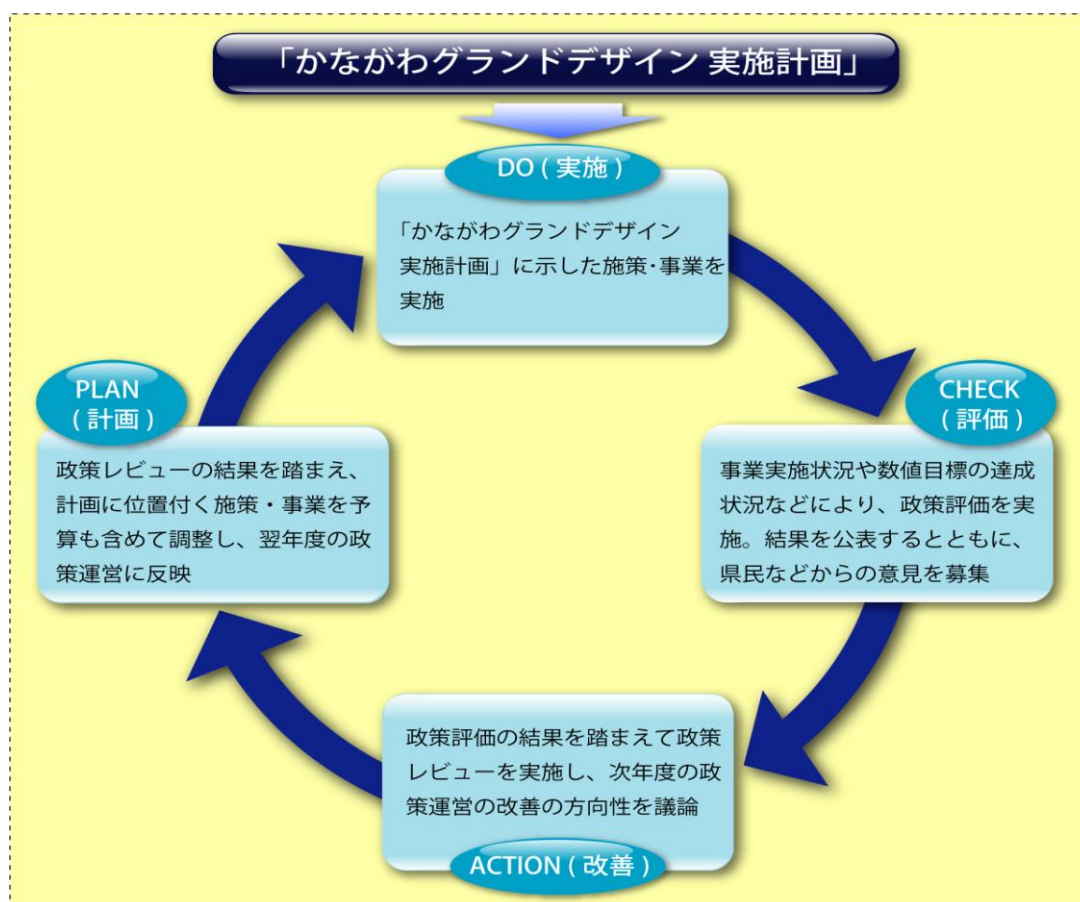 「かながわグランドデザイン 実施計画」
DO ( 実施 )
「かながわグランドデザイン
実施計画」に示した施策･事業を
実施
CHECK
( 評価 )
事業実施状況や数値目標の達成
状況などにより、政策評価を実
施。結果を公表するとともに、
県民などからの意見を募集
政策評価の結果を踏まえて政策
レビューを実施し、次年度の政
策運営の改善の方向性を議論
ACTION ( 改善 )
PLAN
( 計画 )
政策レビューの結果を踏まえ、
計画に位置付く施策・事業を予
算も含めて調整し、翌年度の政
策運営に反映